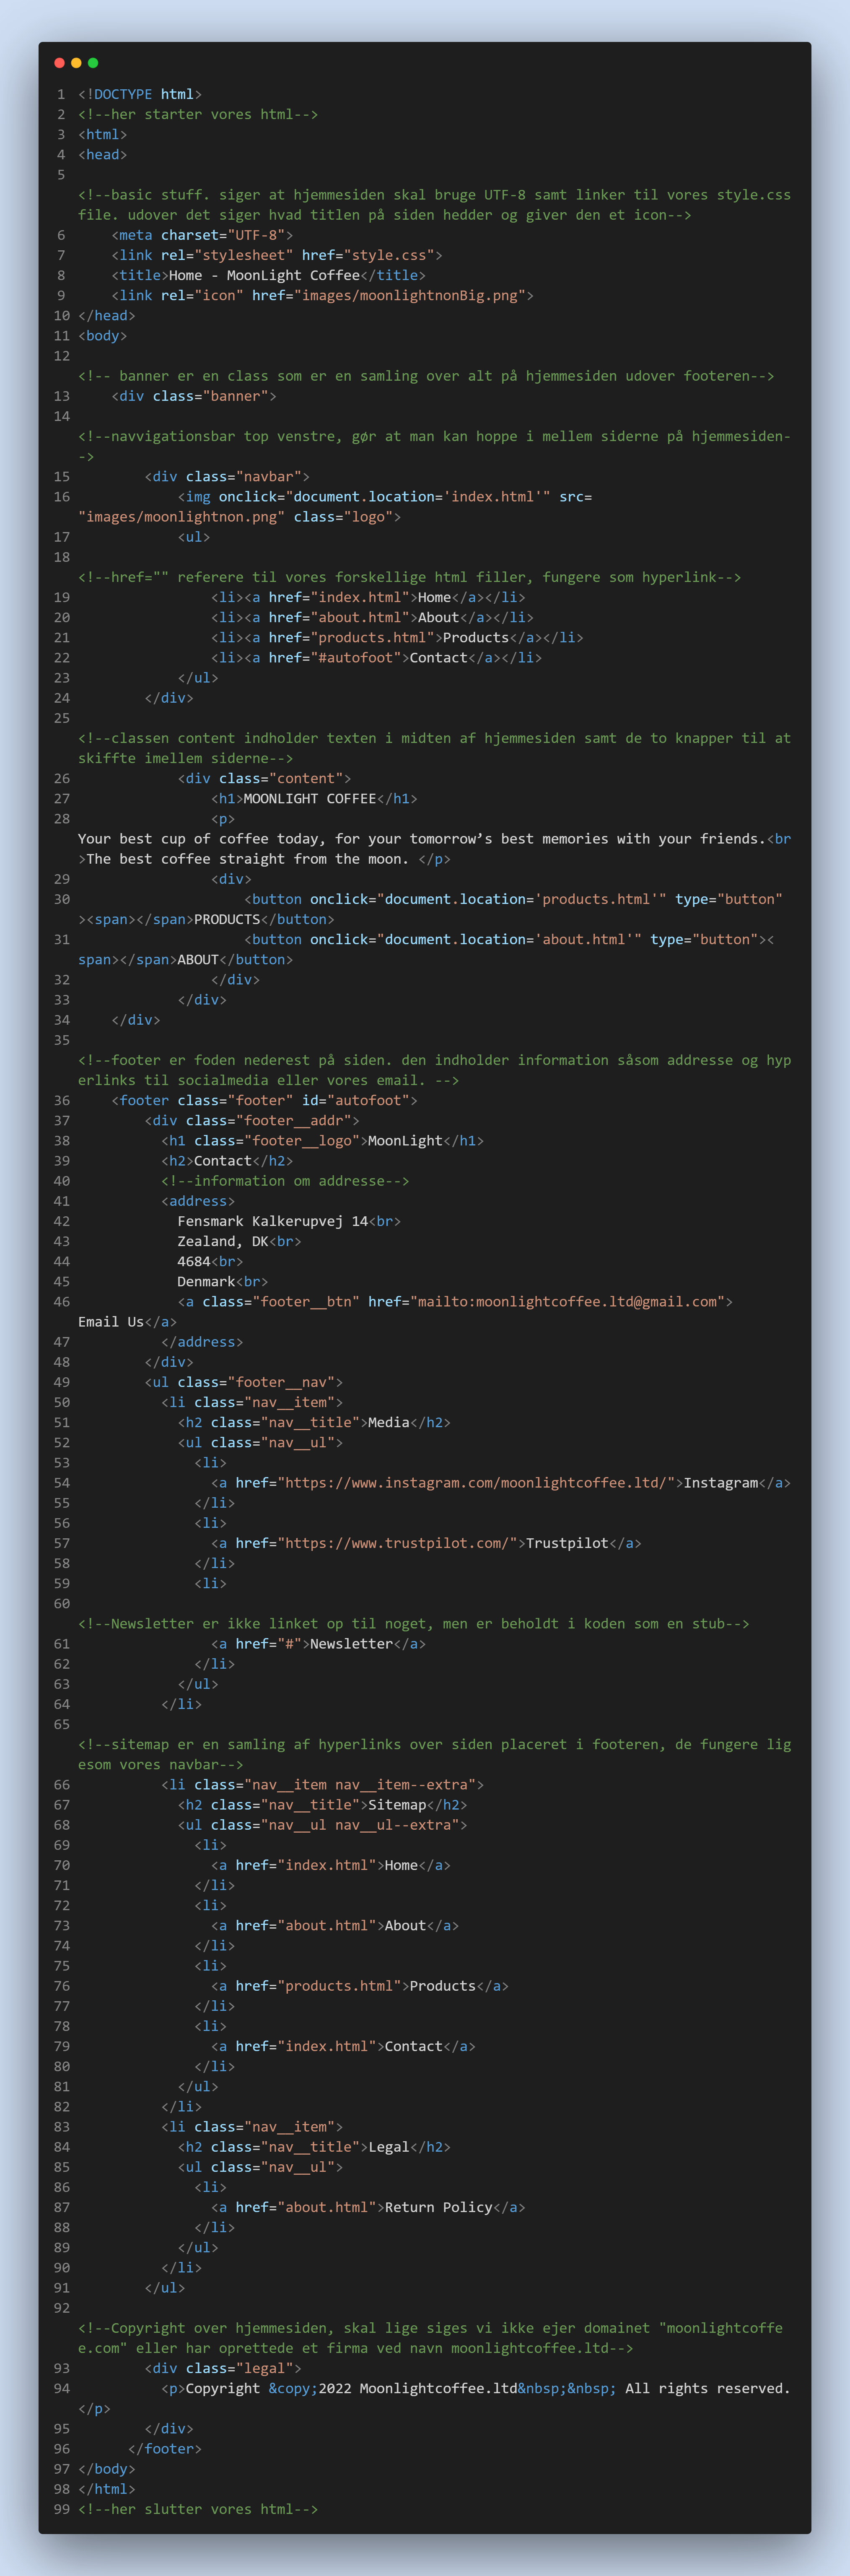 1 <!DOCTYPE html>
2 <!--her starter vores html-->
3 <html>
4 <head>
5
<!--basic stuff. siger at hjemmesiden skal bruge UTF-8 samt linker til vores style.css
file. udover det siger hvad titlen på siden hedder og giver den et icon-->
6     <meta charset="UTF-8">
7     <link rel="stylesheet" href="style.css">
8     <title>Home - MoonLight Coffee</title>
9     <link rel="icon" href="images/moonlightnonBig.png">
10 </head>
11 <body>
12
<!-- banner er en class som er en samling over alt på hjemmesiden udover footeren-->
13     <div class="banner">
14
<!--navvigationsbar top venstre, gør at man kan hoppe i mellem siderne på hjemmesiden-
->
15         <div class="navbar">
16             <img onclick="document.location='index.html'" src=
"images/moonlightnon.png" class="logo">
17             <ul>
18
<!--href="" referere til vores forskellige html filler, fungere som hyperlink-->
19                 <li><a href="index.html">Home</a></li>
20                 <li><a href="about.html">About</a></li>
21                 <li><a href="products.html">Products</a></li>
22                 <li><a href="#autofoot">Contact</a></li>
23             </ul>
24         </div>
25
<!--classen content indholder texten i midten af hjemmesiden samt de to knapper til at
skiffte imellem siderne-->
26             <div class="content">
27                 <h1>MOONLIGHT COFFEE</h1>
28                 <p>
Your best cup of coffee today, for your tomorrow’s best memories with your friends.<br
>The best coffee straight from the moon. </p>
29                 <div>
30                     <button onclick="document.location='products.html'" type="button"
><span></span>PRODUCTS</button>
31                     <button onclick="document.location='about.html'" type="button"><
span></span>ABOUT</button>
32                 </div>
33             </div>
34     </div>
35
<!--footer er foden nederest på siden. den indholder information såsom addresse og hyp
erlinks til socialmedia eller vores email. -->
36     <footer class="footer" id="autofoot">
37         <div class="footer__addr">
38           <h1 class="footer__logo">MoonLight</h1>
39           <h2>Contact</h2>
40           <!--information om addresse-->
41           <address>
42             Fensmark Kalkerupvej 14<br>
43             Zealand, DK<br>
44             4684<br>
45             Denmark<br>
46             <a class="footer__btn" href="mailto:moonlightcoffee.ltd@gmail.com">
Email Us</a>
47           </address>
48         </div>
49         <ul class="footer__nav">
50           <li class="nav__item">
51             <h2 class="nav__title">Media</h2>
52             <ul class="nav__ul">
53               <li>
54                 <a href="https://www.instagram.com/moonlightcoffee.ltd/">Instagram</a>
55               </li>
56               <li>
57                 <a href="https://www.trustpilot.com/">Trustpilot</a>
58               </li>
59               <li>
60
<!--Newsletter er ikke linket op til noget, men er beholdt i koden som en stub-->
61                 <a href="#">Newsletter</a>
62               </li>
63             </ul>
64           </li>
65
<!--sitemap er en samling af hyperlinks over siden placeret i footeren, de fungere lig
esom vores navbar-->
66           <li class="nav__item nav__item--extra">
67             <h2 class="nav__title">Sitemap</h2>
68             <ul class="nav__ul nav__ul--extra">
69               <li>
70                 <a href="index.html">Home</a>
71               </li>
72               <li>
73                 <a href="about.html">About</a>
74               </li>
75               <li>
76                 <a href="products.html">Products</a>
77               </li>
78               <li>
79                 <a href="index.html">Contact</a>
80               </li>
81             </ul>
82           </li>
83           <li class="nav__item">
84             <h2 class="nav__title">Legal</h2>
85             <ul class="nav__ul">
86               <li>
87                 <a href="about.html">Return Policy</a>
88               </li>
89             </ul>
90           </li>
91         </ul>
92
<!--Copyright over hjemmesiden, skal lige siges vi ikke ejer domainet "moonlightcoffe
e.com" eller har oprettede et firma ved navn moonlightcoffee.ltd-->
93         <div class="legal">
94           <p>Copyright &copy;2022 Moonlightcoffee.ltd&nbsp;&nbsp; All rights reserved.
</p>
95         </div>
96       </footer>
97 </body>
98 </html>
99 <!--her slutter vores html-->